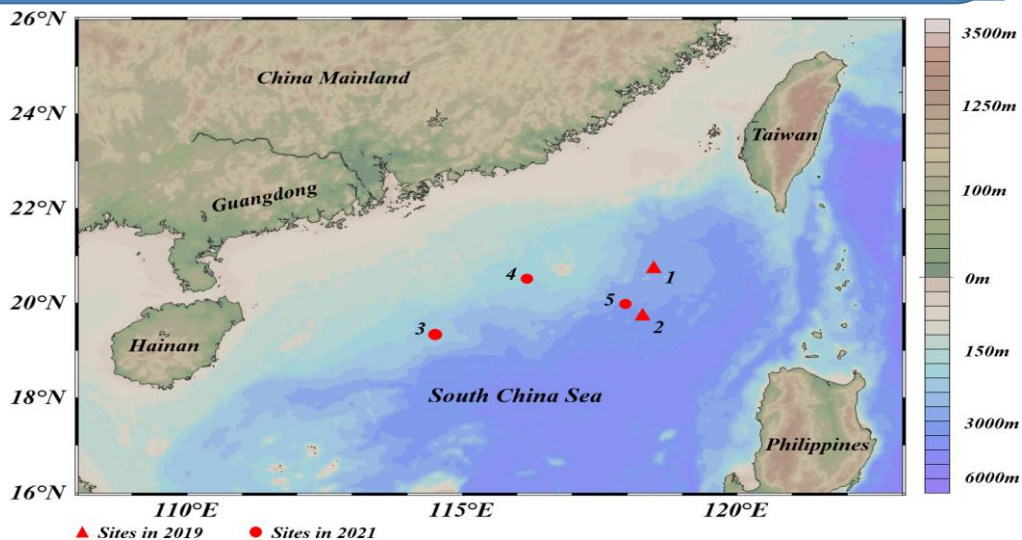 26°N
24°N
22°N
20°N
18°N
16°N
China Mainland
Taiwan
Guangdong
Hainan
4
1
5
2
3
South China Sea
Philippines
110°E
115°E
120°E
3500m
1250m
100m
0m
150m
3000m
6000m
Sites in 2019
Sites in 2021